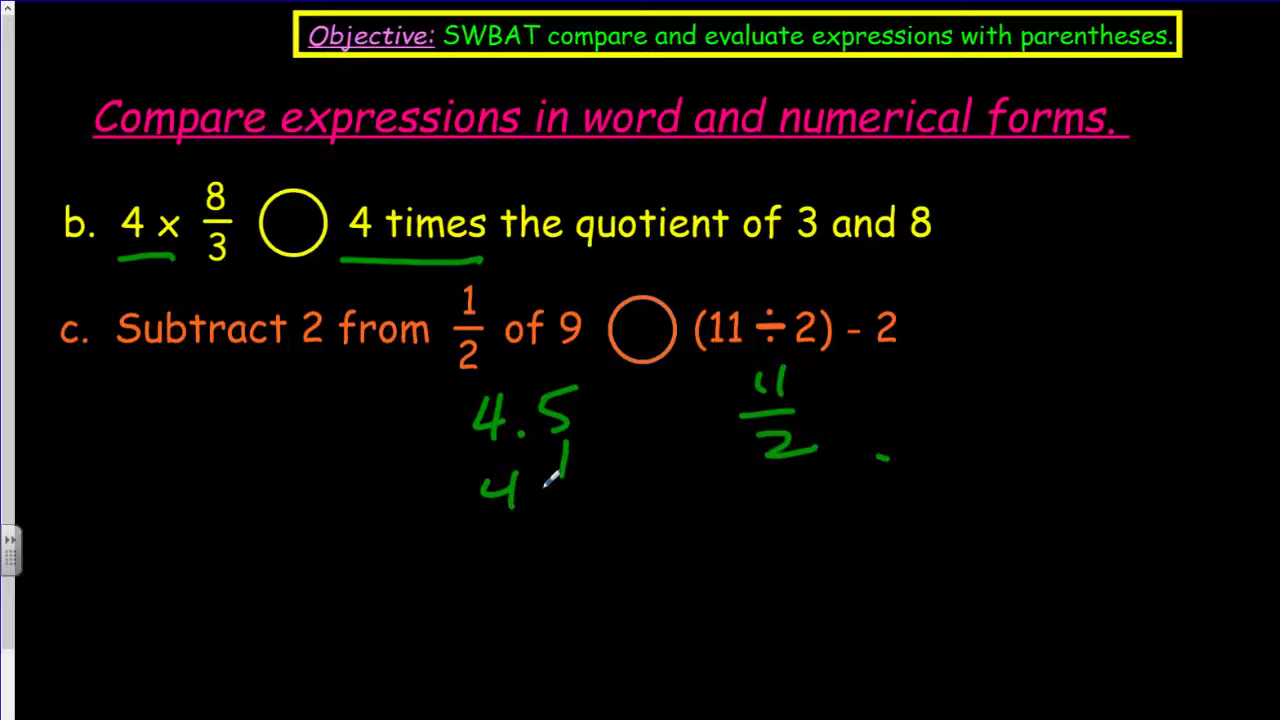 Objective: SWBAT compare and evaluate expressions with parentheses.
Compare expressions in word and numerical forms.
b. 4 x 8/3 ◯ 4 times the quotient of 3 and 8
c. Subtract 2 from 1/2 of 9 ◯ (11 ÷ 2) - 2
4.5 11/2
4 1